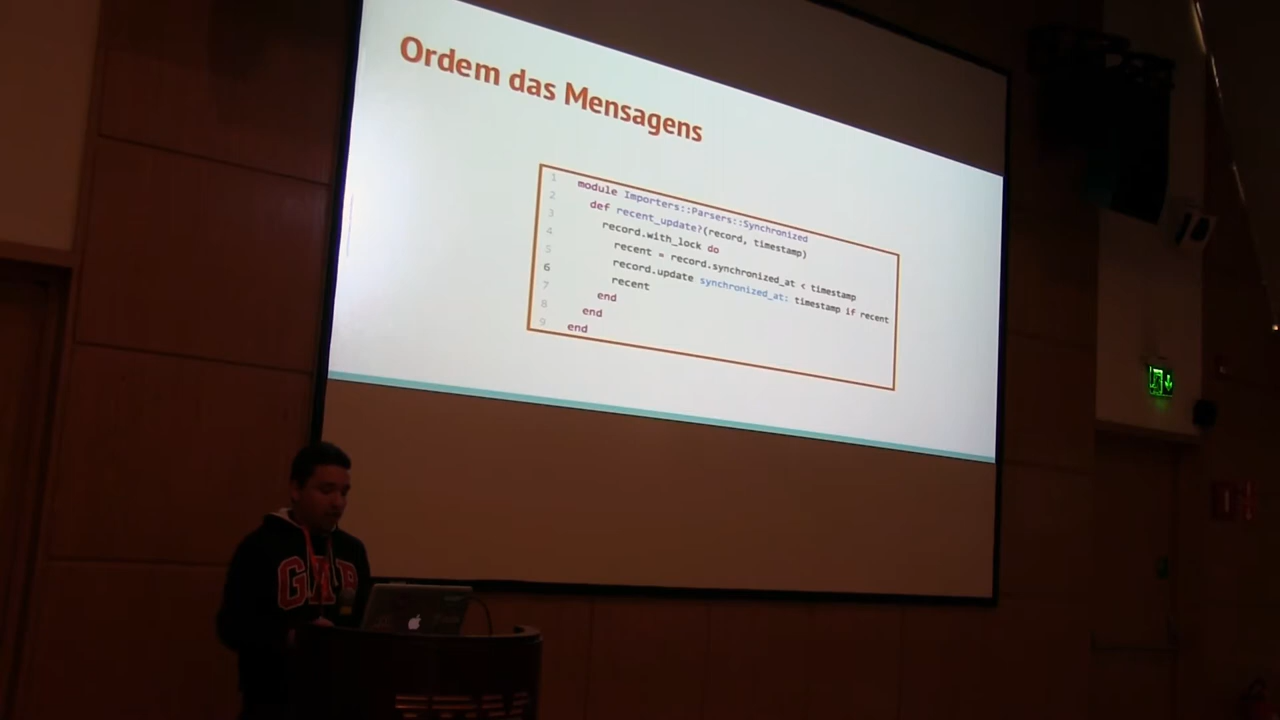 Ordem das Mensagens
1 module Importers::Parsers::Synchronized
2 def recent_update?(record, timestamp)
3 record.with_lock do
4 recent = record.synchronized_at < timestamp
5 record.update synchronized_at: timestamp if recent
6 recent
7 end
8 end
9 end
GAP